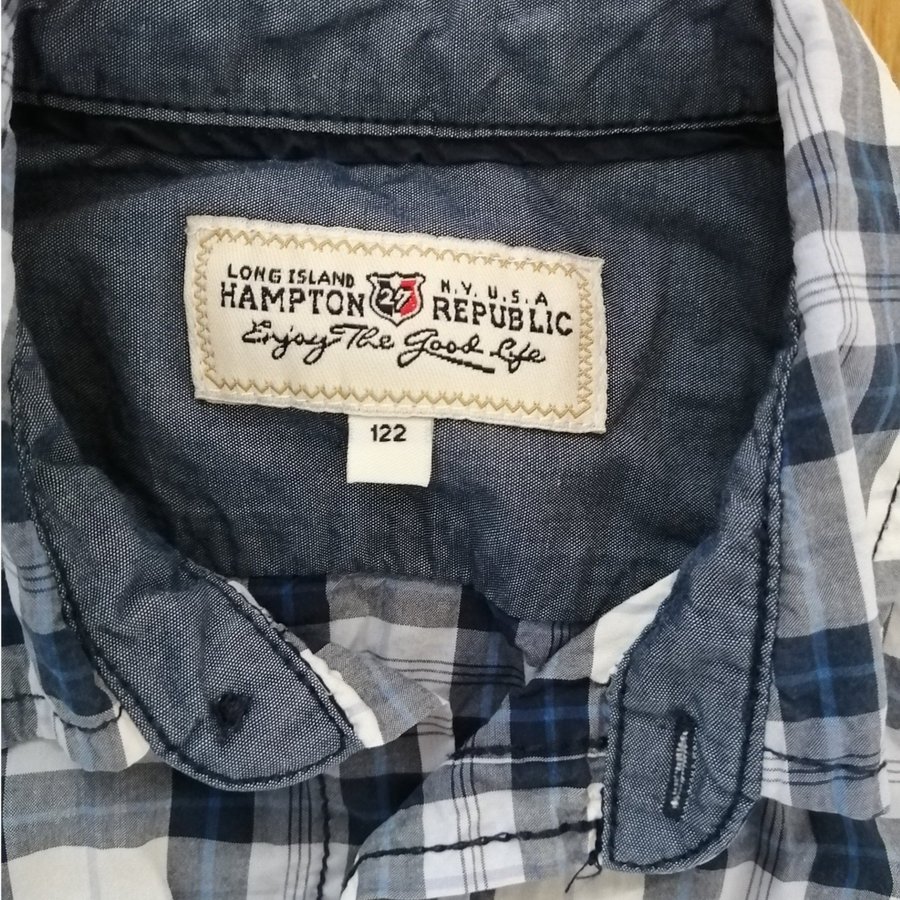 LONG ISLAND N.Y. U.S.A
HAMPTON 27 REPUBLIC
Enjoy The Good Life
122